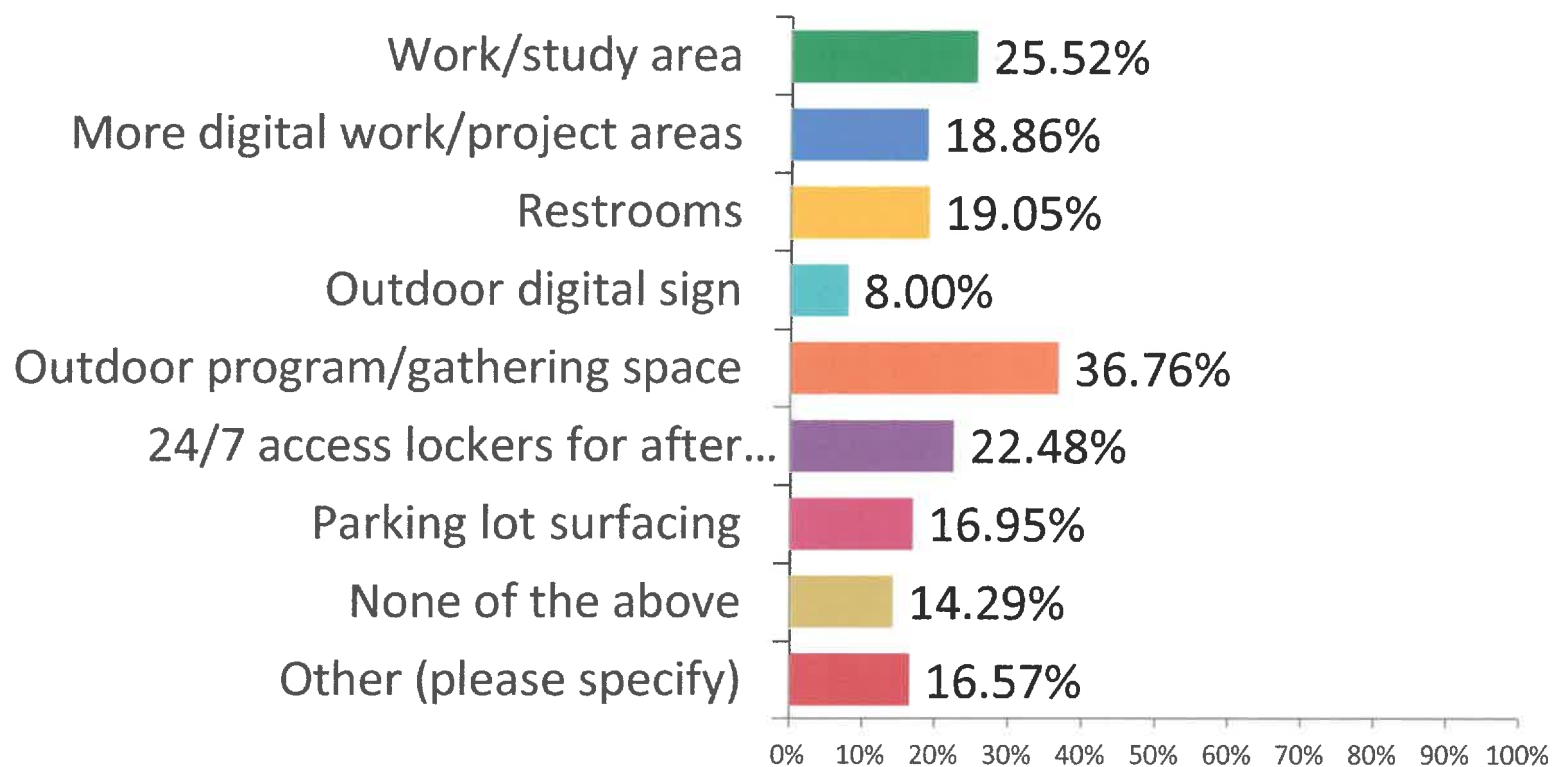 Work/study area 25.52%
More digital work/project areas 18.86%
Restrooms 19.05%
Outdoor digital sign 8.00%
Outdoor program/gathering space 36.76%
24/7 access lockers for after... 22.48%
Parking lot surfacing 16.95%
None of the above 14.29%
Other (please specify) 16.57%
0% 10% 20% 30% 40% 50% 60% 70% 80% 90% 100%